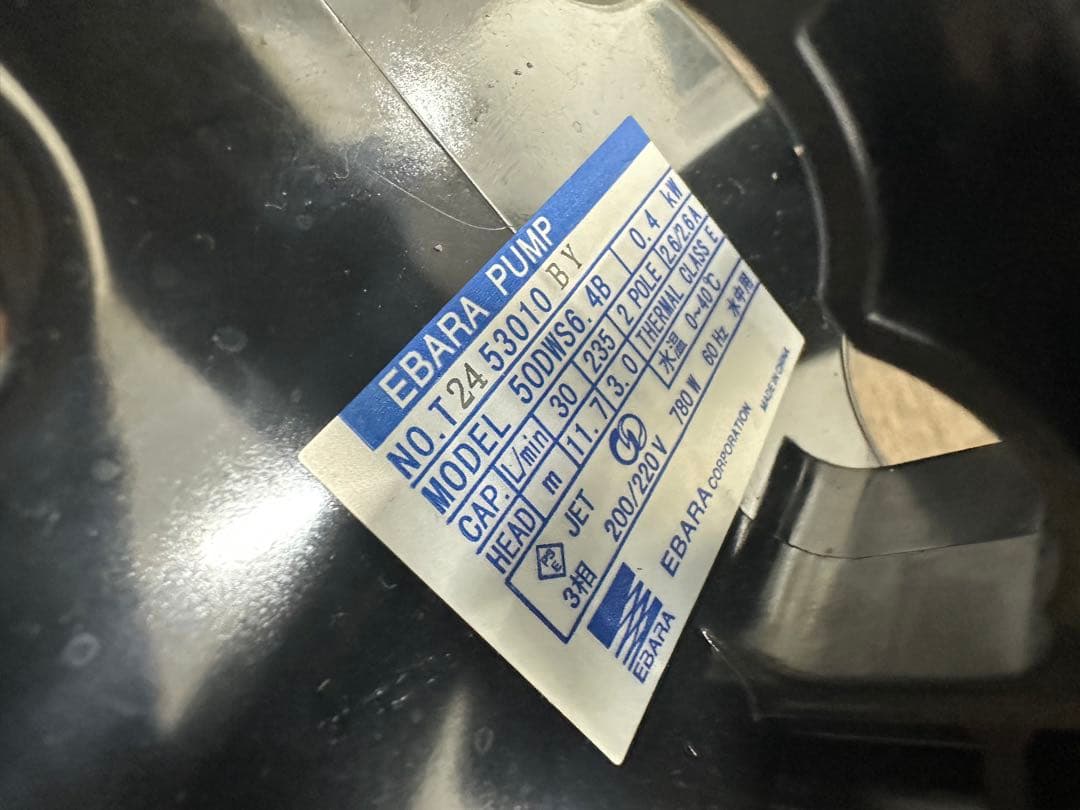 EBARA PUMP
NO. T 24 53010 BY
MODEL 50DWS6.4B 0.4 kW
CAP. L/min 30 235 2 POLE 2.6/2.6A
HEAD m 11.7 3.0 THERMAL CLASS E
PSE JET 水温 0~40℃
3相 200/220V 780W 60Hz 水中用
EBARA EBARA CORPORATION MADE IN CHINA